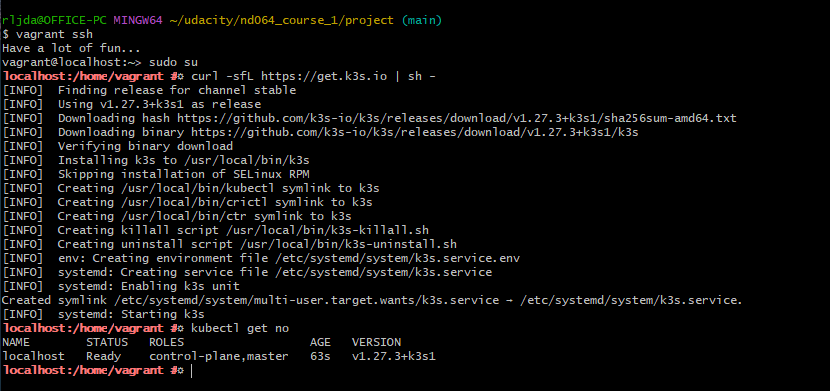 rljda@OFFICE-PC MINGW64 ~/udacity/nd064_course_1/project (main)
$ vagrant ssh
Have a lot of fun...
vagrant@localhost:~> sudo su
localhost:/home/vagrant # curl -sfL https://get.k3s.io | sh -
[INFO]  Finding release for channel stable
[INFO]  Using v1.27.3+k3s1 as release
[INFO]  Downloading hash https://github.com/k3s-io/k3s/releases/download/v1.27.3+k3s1/sha256sum-amd64.txt
[INFO]  Downloading binary https://github.com/k3s-io/k3s/releases/download/v1.27.3+k3s1/k3s
[INFO]  Verifying binary download
[INFO]  Installing k3s to /usr/local/bin/k3s
[INFO]  Skipping installation of SELinux RPM
[INFO]  Creating /usr/local/bin/kubectl symlink to k3s
[INFO]  Creating /usr/local/bin/crictl symlink to k3s
[INFO]  Creating /usr/local/bin/ctr symlink to k3s
[INFO]  Creating killall script /usr/local/bin/k3s-killall.sh
[INFO]  Creating uninstall script /usr/local/bin/k3s-uninstall.sh
[INFO]  env: Creating environment file /etc/systemd/system/k3s.service.env
[INFO]  systemd: Creating service file /etc/systemd/system/k3s.service
[INFO]  systemd: Enabling k3s unit
Created symlink /etc/systemd/system/multi-user.target.wants/k3s.service → /etc/systemd/system/k3s.service.
[INFO]  systemd: Starting k3s
localhost:/home/vagrant # kubectl get no
NAME        STATUS   ROLES                  AGE   VERSION
localhost   Ready    control-plane,master   63s   v1.27.3+k3s1
localhost:/home/vagrant #